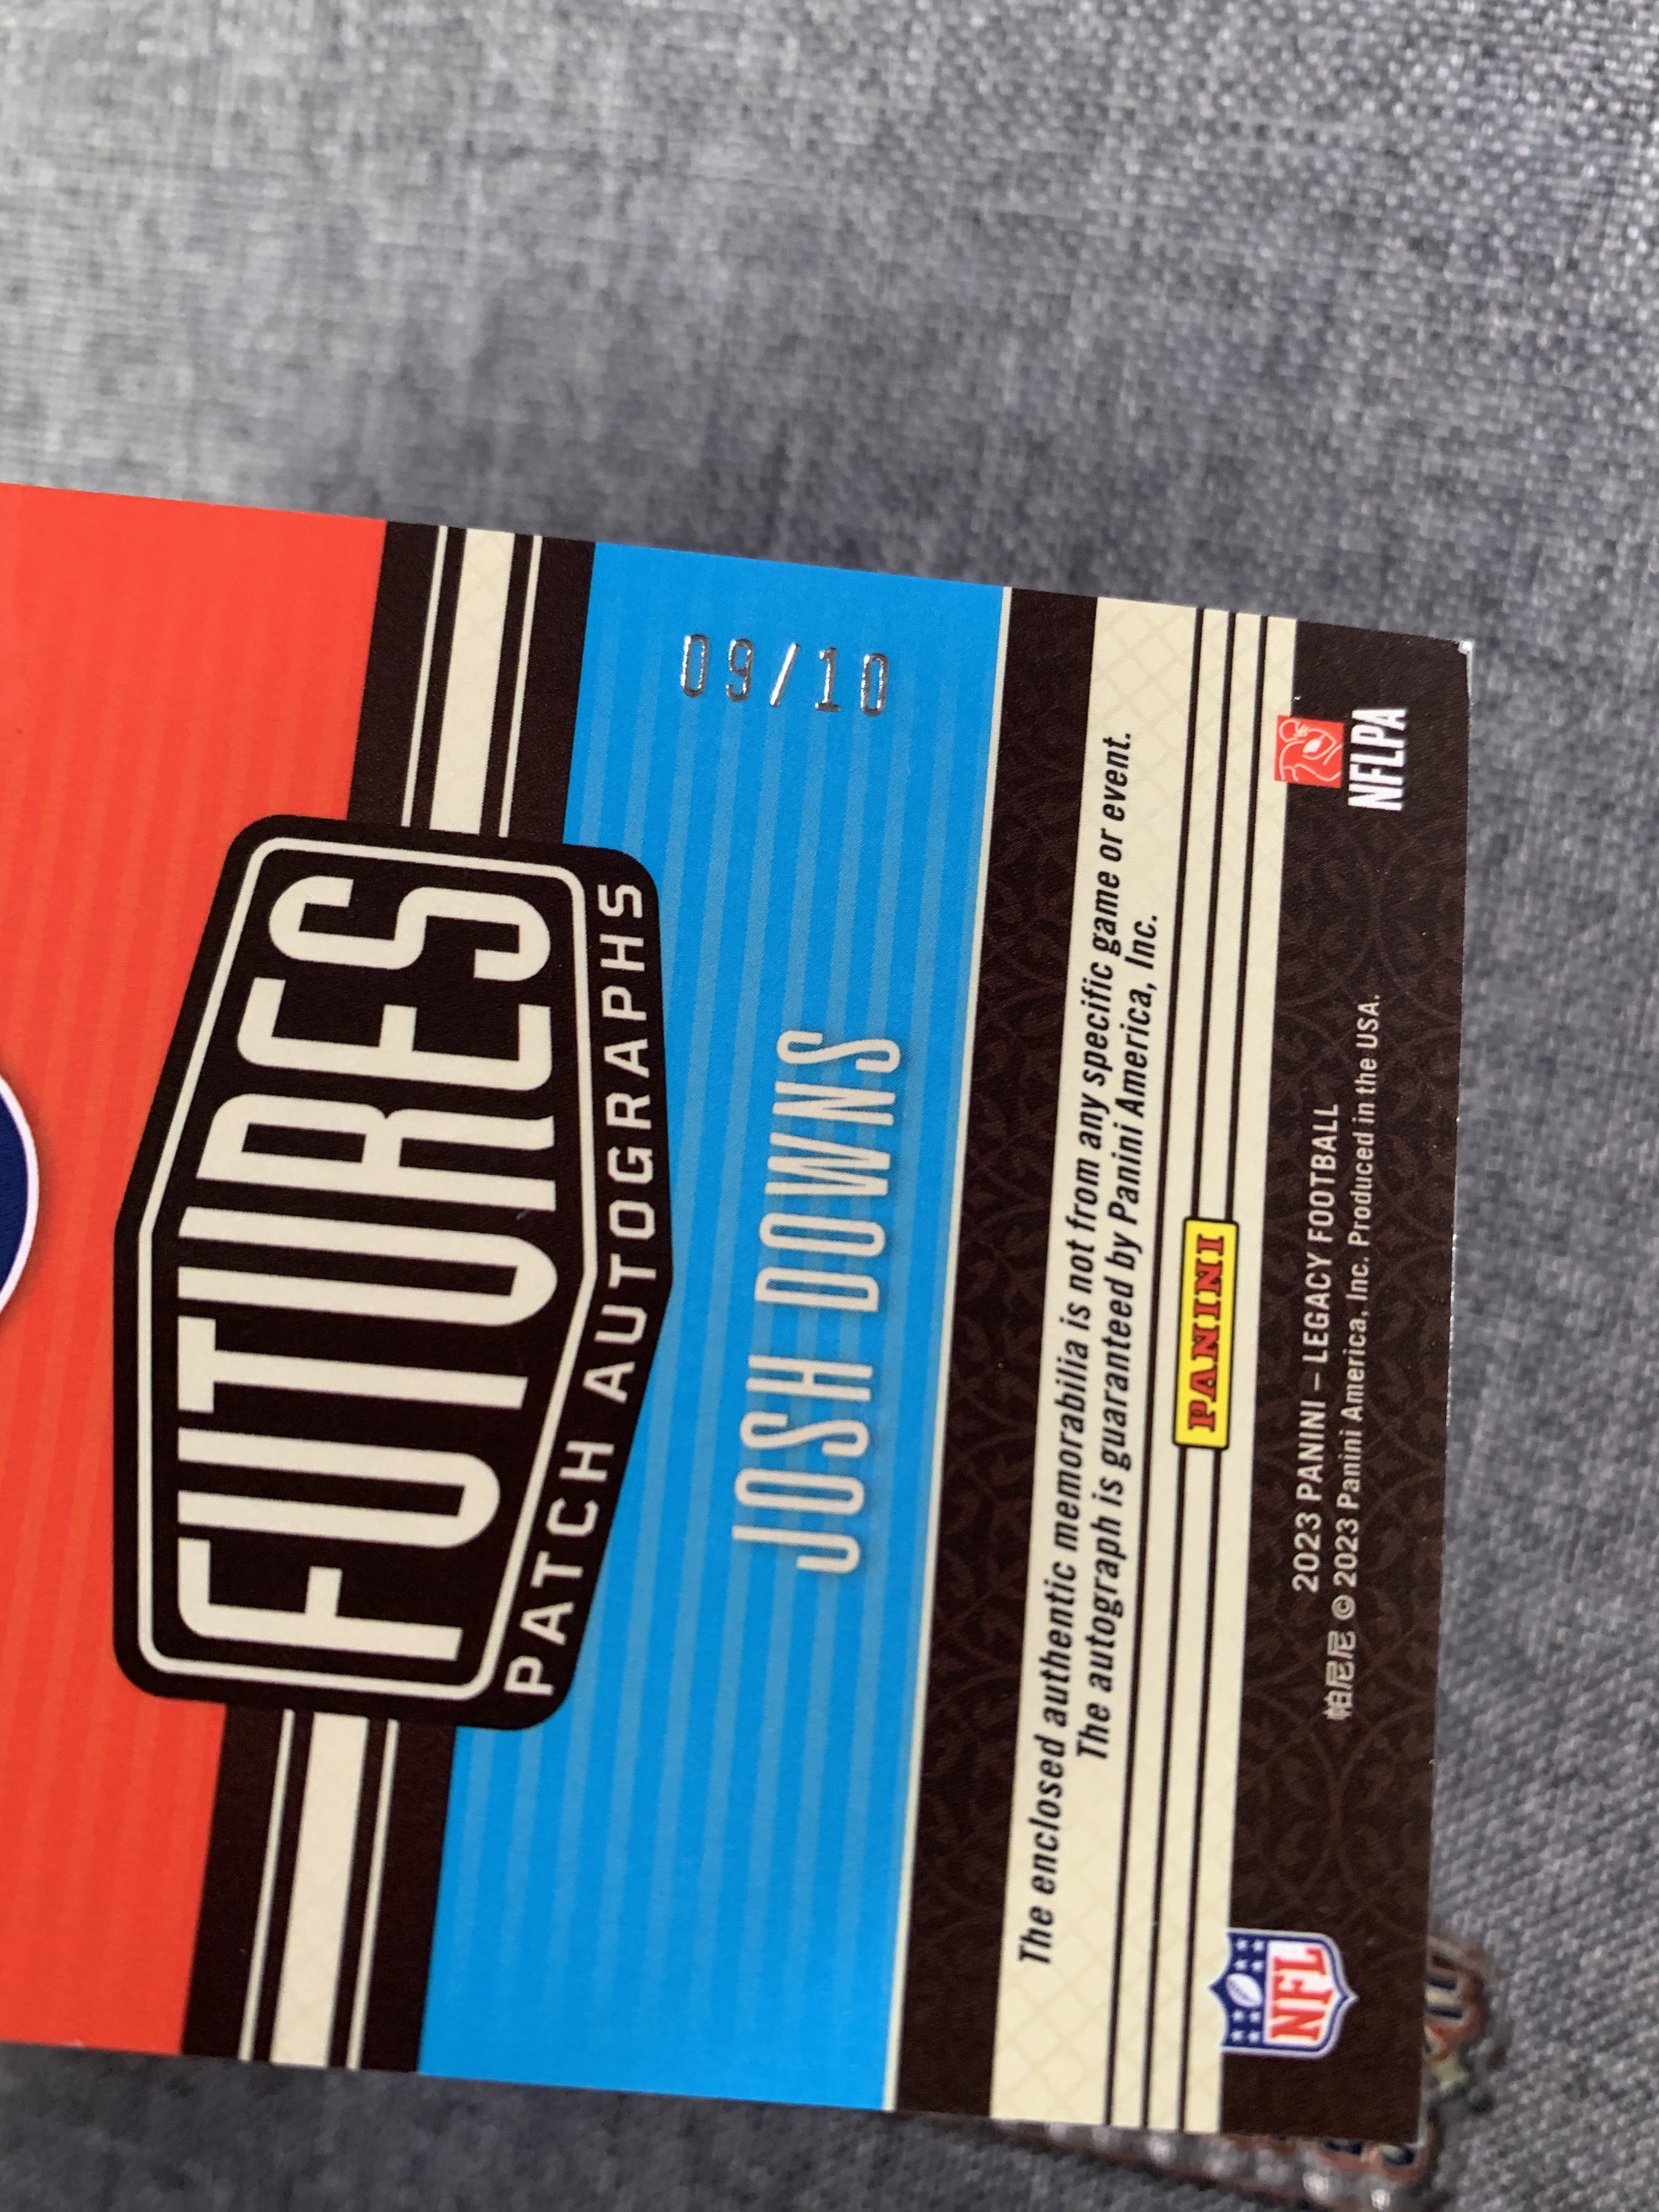 FUTURES
PATCH AUTOGRAPHS
09/10
JOSH DOWNS
The enclosed authentic memorabilia is not from any specific game or event.
The autograph is guaranteed by Panini America, Inc.
PANINI
NFL
2023 PANINI – LEGACY FOOTBALL
帕尼尼 © 2023 Panini America, Inc. Produced in the USA.
NFLPA